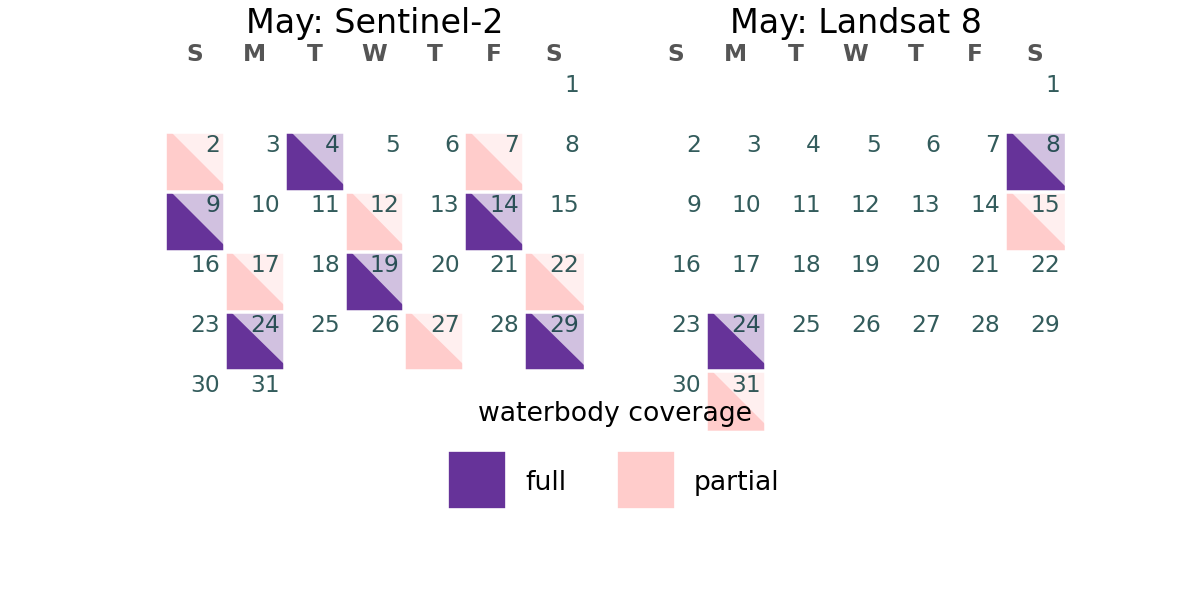 May: Sentinel-2
S M T W T F S
1
2 3 4 5 6 7 8
9 10 11 12 13 14 15
16 17 18 19 20 21 22
23 24 25 26 27 28 29
30 31
May: Landsat 8
S M T W T F S
1
2 3 4 5 6 7 8
9 10 11 12 13 14 15
16 17 18 19 20 21 22
23 24 25 26 27 28 29
30 31
waterbody coverage
full partial